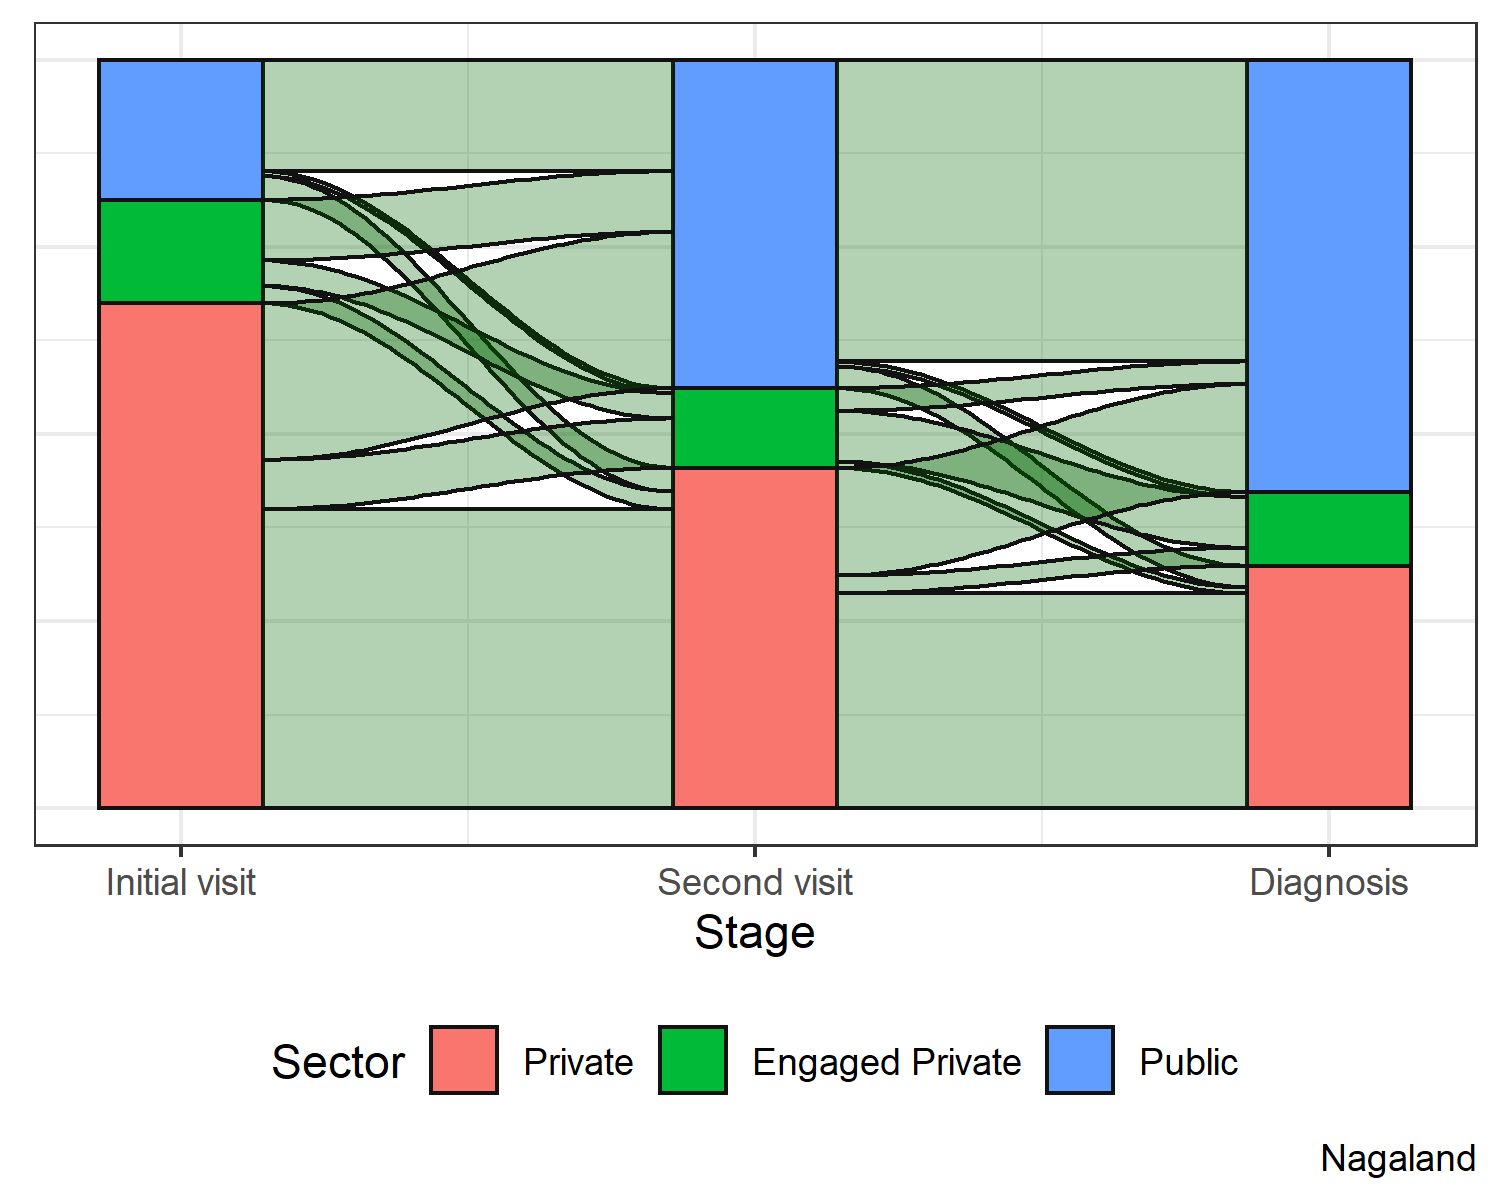 Initial visit Second visit Diagnosis
Stage
Sector Private Engaged Private Public
Nagaland